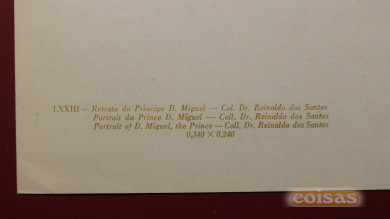 LXXIII — Retrato do Principe D. Miguel — Col. Dr. Reinaldo dos Santos
Portrait du Prince D. Miguel — Coll. Dr. Reinaldo dos Santos
Portrait of D. Miguel, the Prince — Coll. Dr. Reinaldo dos Santos
0,340 × 0,240
coisas